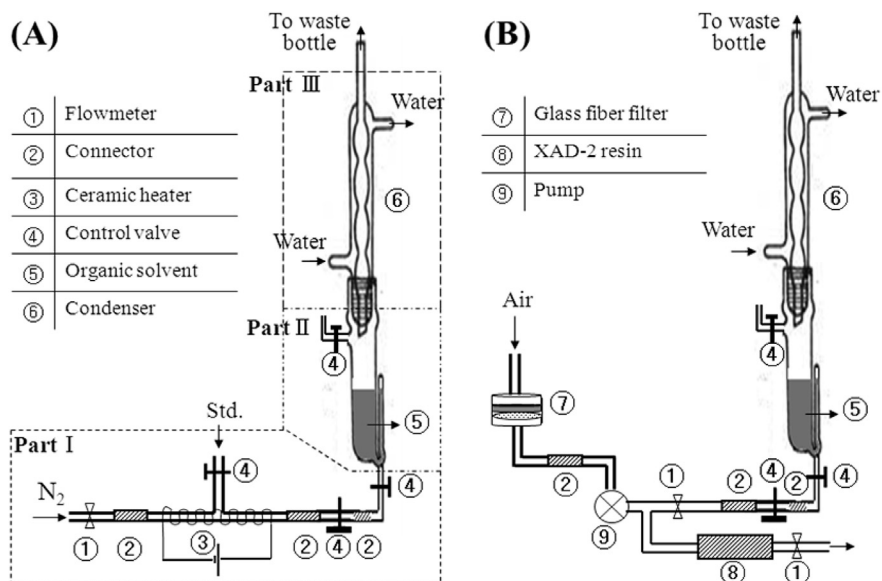 (A)
To waste
bottle
Part Ⅲ
Water
① Flowmeter
② Connector
③ Ceramic heater
④ Control valve
⑤ Organic solvent
⑥ Condenser
⑥
Water
Part Ⅱ
④
⑤
Std.
Part Ⅰ
④
④
N₂
① ② ③ ② ④ ②
(B)
To waste
bottle
Water
⑦ Glass fiber filter
⑧ XAD-2 resin
⑨ Pump
⑥
Water
Air
④
⑦
⑤
② ① ② ④ ② ④
⑨
⑧ ①